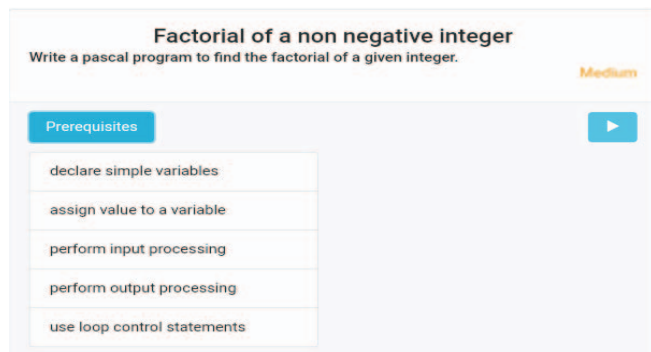 Factorial of a non negative integer
Write a pascal program to find the factorial of a given integer.
Medium
Prerequisites
declare simple variables
assign value to a variable
perform input processing
perform output processing
use loop control statements